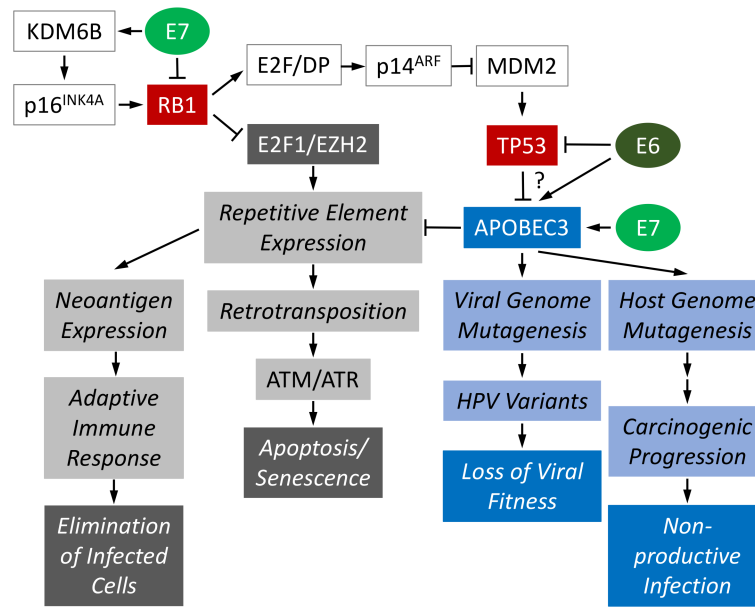 KDM6B
E7
p16INK4A
RB1
E2F/DP
p14ARF
MDM2
E2F1/EZH2
TP53
E6
?
Repetitive Element
Expression
APOBEC3
E7
Neoantigen
Expression
Retrotransposition
Viral Genome
Mutagenesis
Host Genome
Mutagenesis
Adaptive
Immune
Response
ATM/ATR
HPV Variants
Carcinogenic
Progression
Apoptosis/
Senescence
Loss of Viral
Fitness
Elimination
of Infected
Cells
Non-
productive
Infection